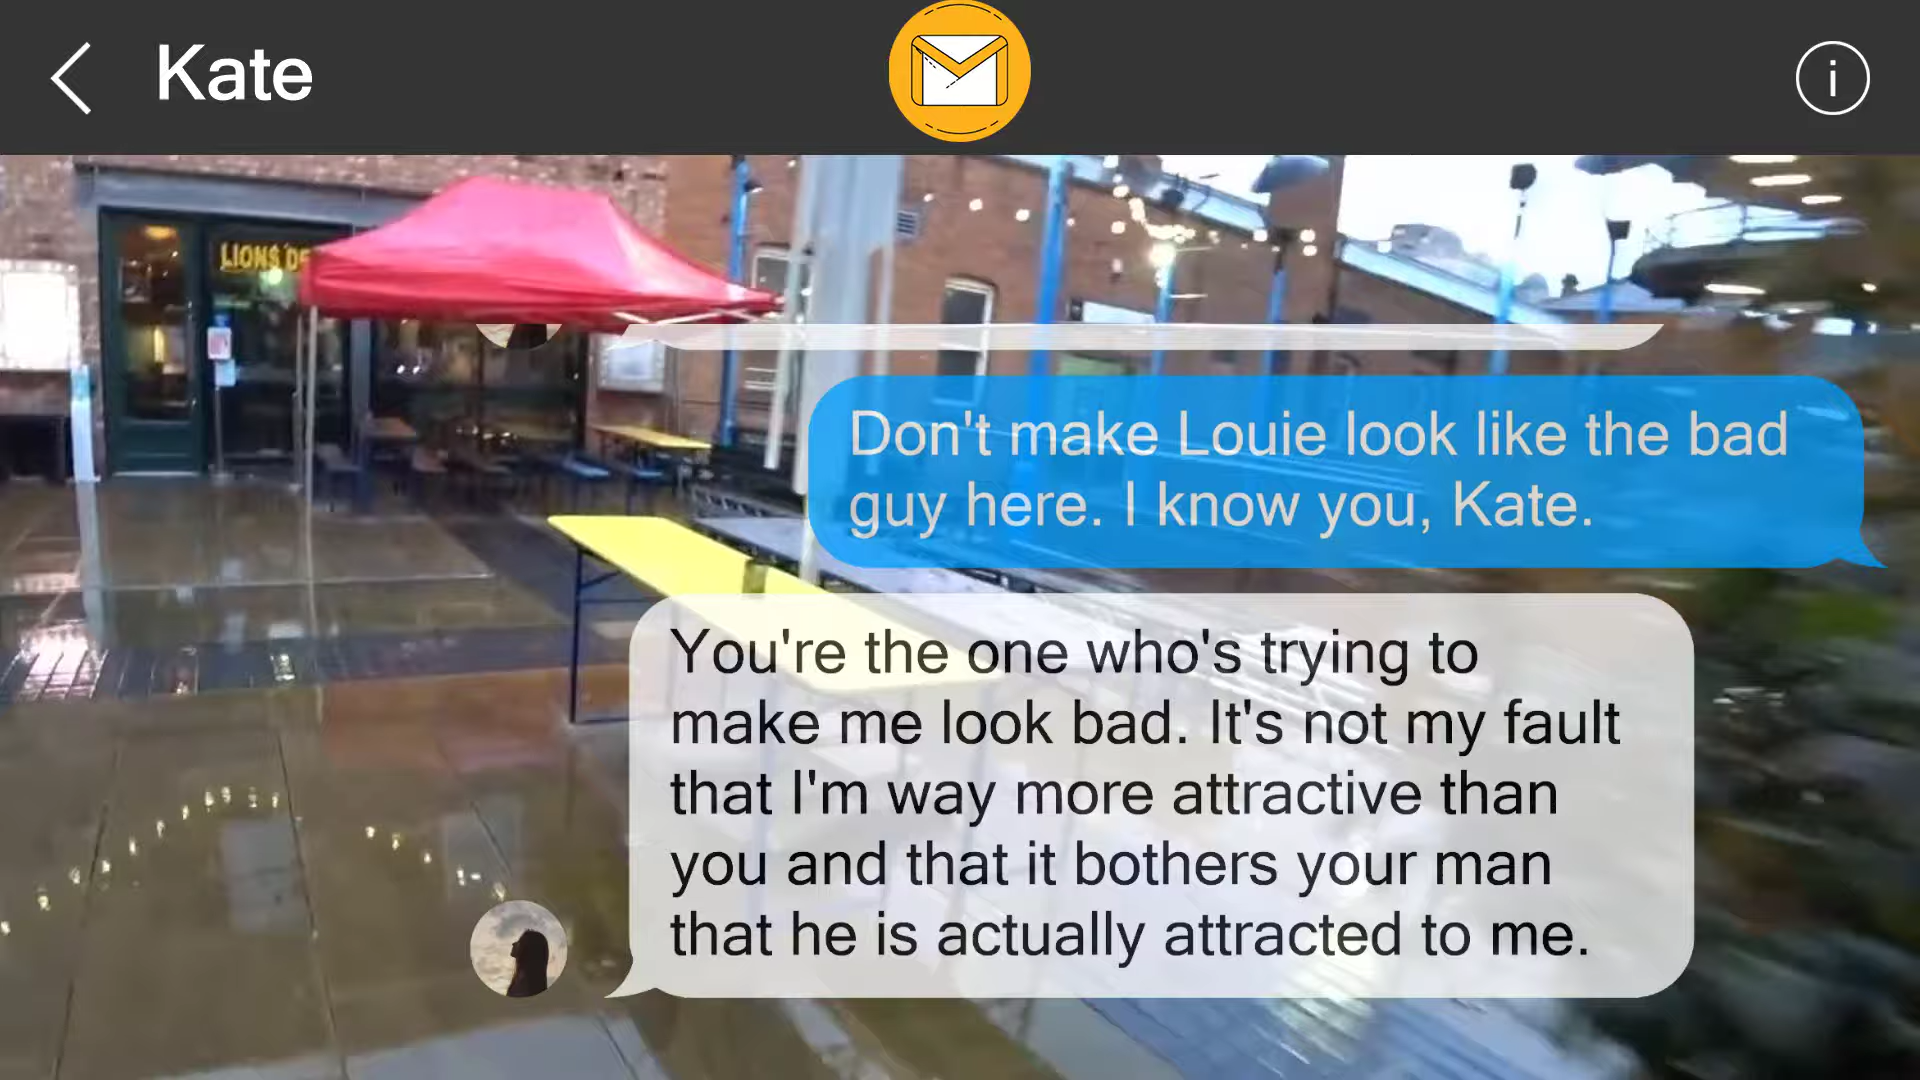 Kate
i
LIONS DE
Don't make Louie look like the bad
guy here. I know you, Kate.
You're the one who's trying to
make me look bad. It's not my fault
that I'm way more attractive than
you and that it bothers your man
that he is actually attracted to me.